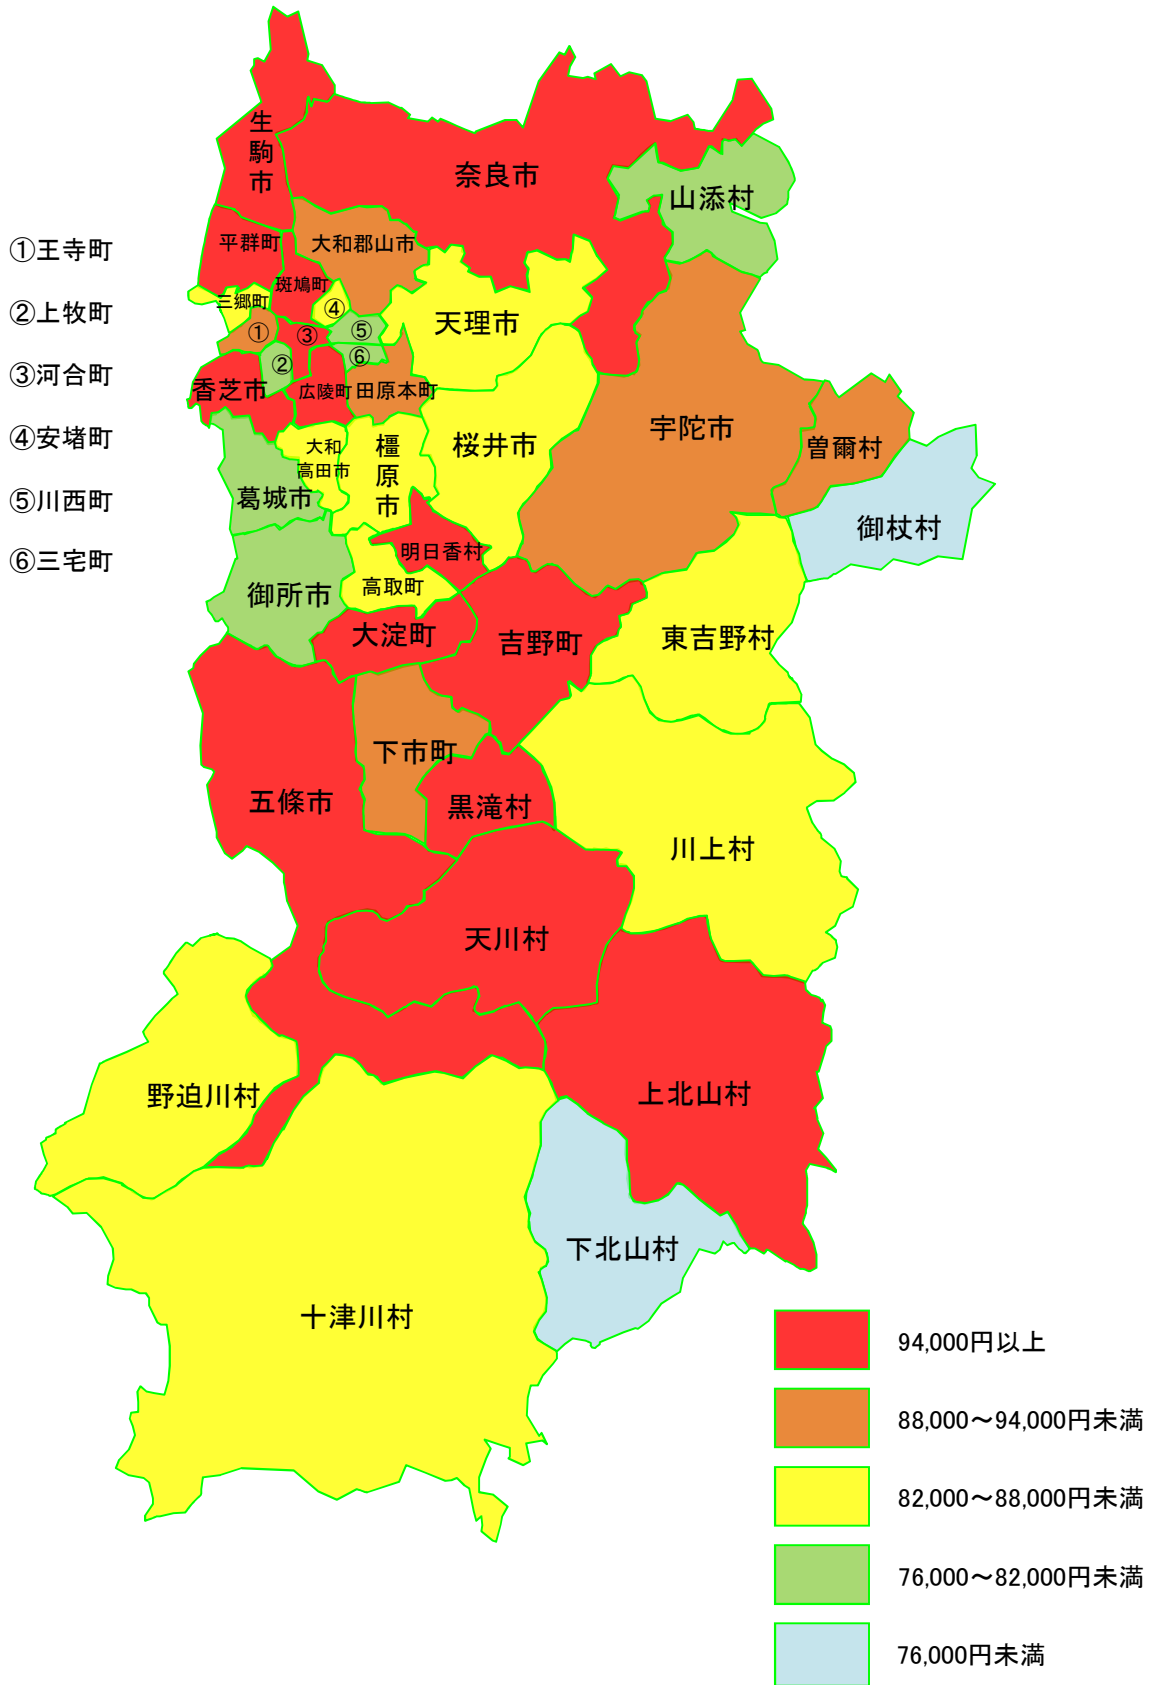 生駒市
奈良市
山添村
平群町
大和郡山市
①王寺町
斑鳩町
三郷町
④
②上牧町
天理市
⑤
①
③
⑥
②
③河合町
香芝市
広陵町
田原本町
宇陀市
④安堵町
大和
高田市
橿原市
桜井市
曽爾村
葛城市
⑤川西町
御杖村
⑥三宅町
明日香村
御所市
高取町
大淀町
吉野町
東吉野村
下市町
五條市
黒滝村
川上村
天川村
野迫川村
上北山村
下北山村
十津川村
94,000円以上
88,000～94,000円未満
82,000～88,000円未満
76,000～82,000円未満
76,000円未満